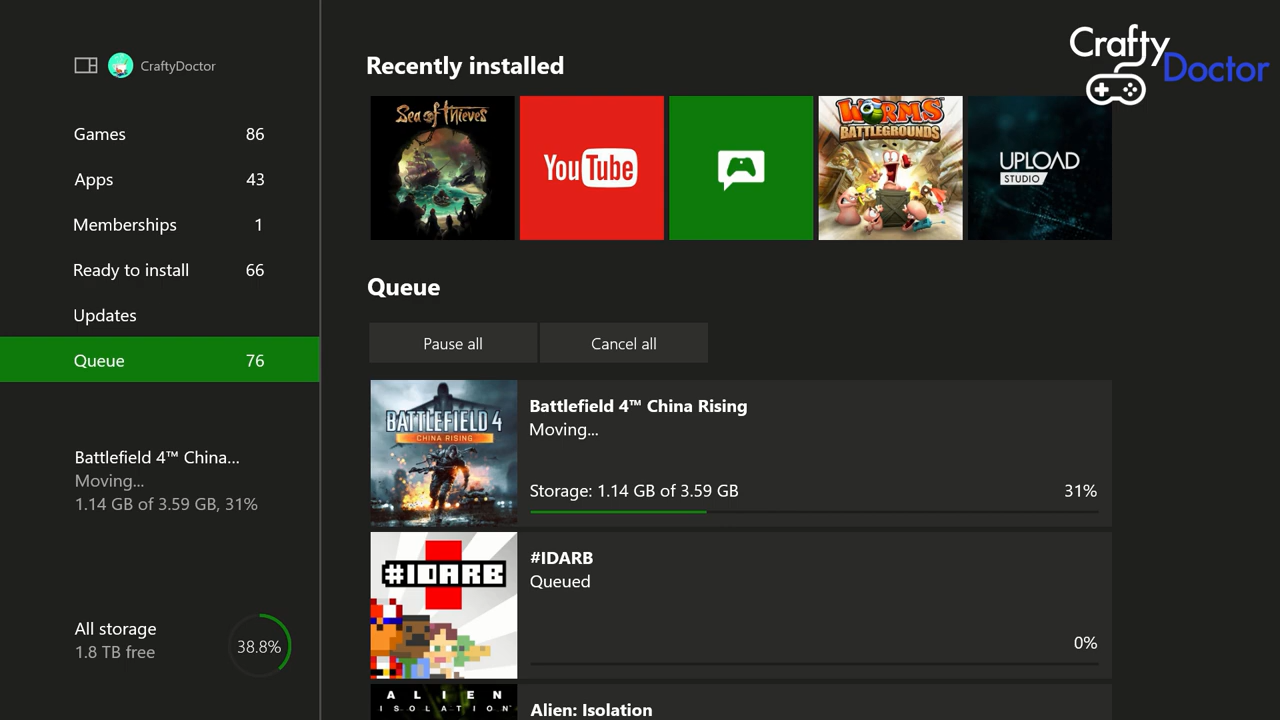 CraftyDoctor
Games 86
Apps 43
Memberships 1
Ready to install 66
Updates
Queue 76
Battlefield 4™ China...
Moving...
1.14 GB of 3.59 GB, 31%
All storage
1.8 TB free
38.8%
Crafty
Doctor
Recently installed
Sea of Thieves
YouTube
WORMS
BATTLEGROUNDS
UPLOAD
STUDIO
Queue
Pause all Cancel all
BATTLEFIELD 4
CHINA RISING
Battlefield 4™ China Rising
Moving...
Storage: 1.14 GB of 3.59 GB 31%
#IDARB
#IDARB
Queued
0%
ALIEN
ISOLATION
Alien: Isolation